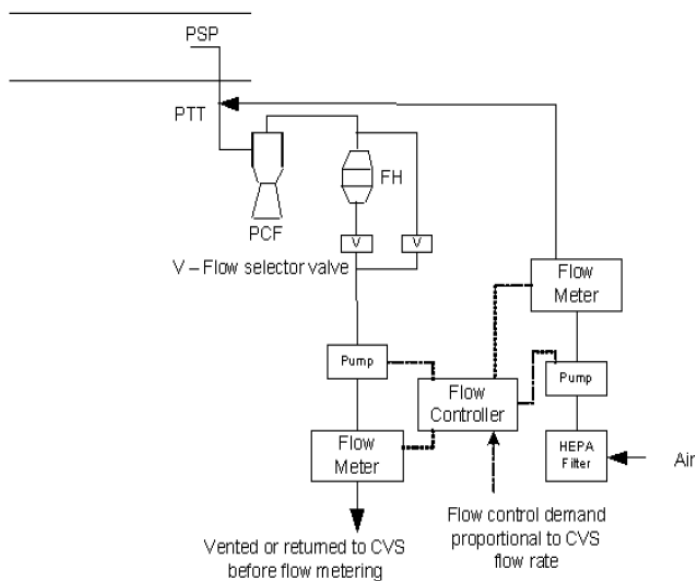 PSP
PTT
PCF
FH
V
V
V – Flow selector valve
Flow
Meter
Pump
Pump
Flow
Controller
Flow
Meter
HEPA
Filter
Air
Vented or returned to CVS
before flow metering
Flow control demand
proportional to CVS
flow rate